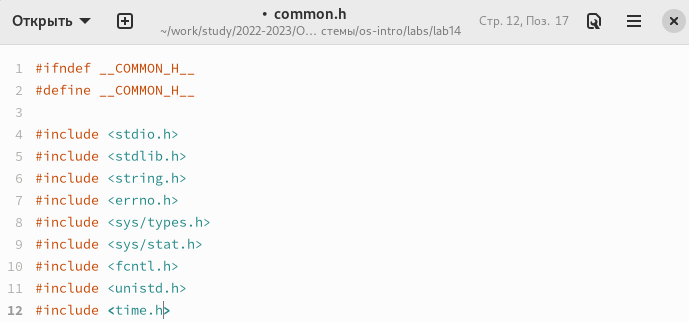 Открыть
• common.h
~/work/study/2022-2023/О… стемы/os-intro/labs/lab14
Стр. 12, Поз. 17
1 #ifndef __COMMON_H__
2 #define __COMMON_H__
3
4 #include <stdio.h>
5 #include <stdlib.h>
6 #include <string.h>
7 #include <errno.h>
8 #include <sys/types.h>
9 #include <sys/stat.h>
10 #include <fcntl.h>
11 #include <unistd.h>
12 #include <time.h>